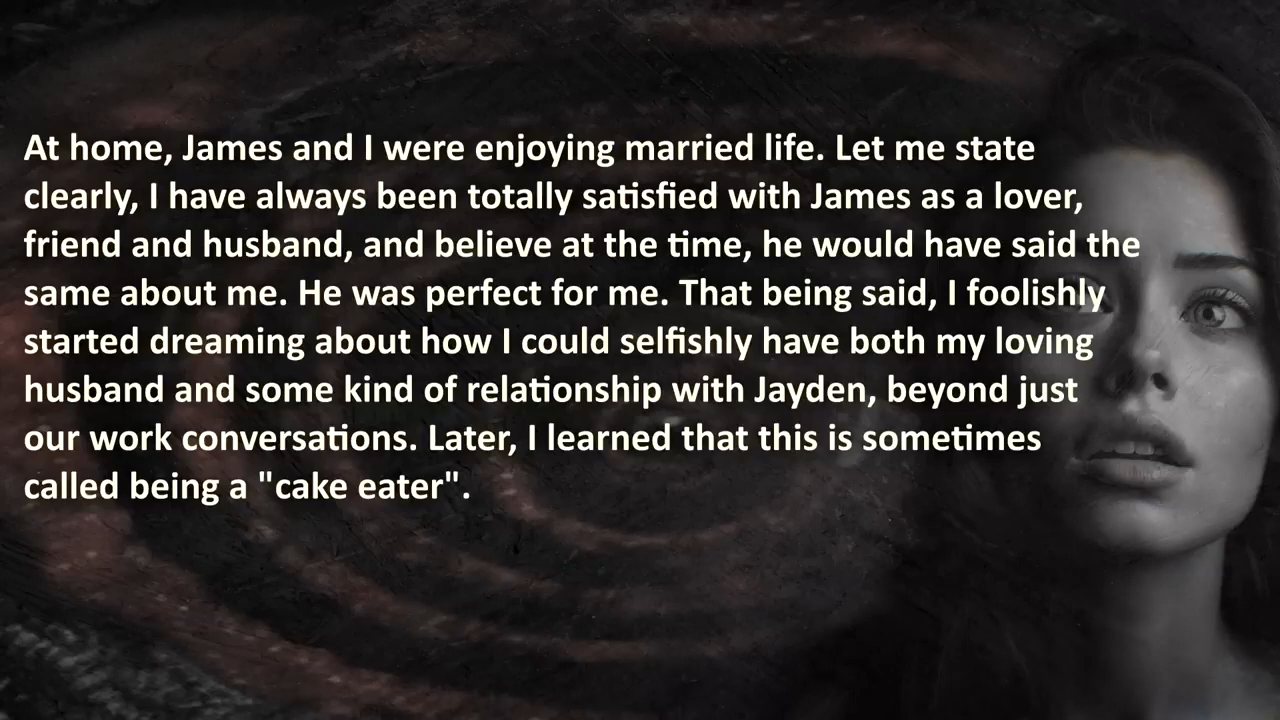 At home, James and I were enjoying married life. Let me state
clearly, I have always been totally satisfied with James as a lover,
friend and husband, and believe at the time, he would have said the
same about me. He was perfect for me. That being said, I foolishly
started dreaming about how I could selfishly have both my loving
husband and some kind of relationship with Jayden, beyond just
our work conversations. Later, I learned that this is sometimes
called being a "cake eater".